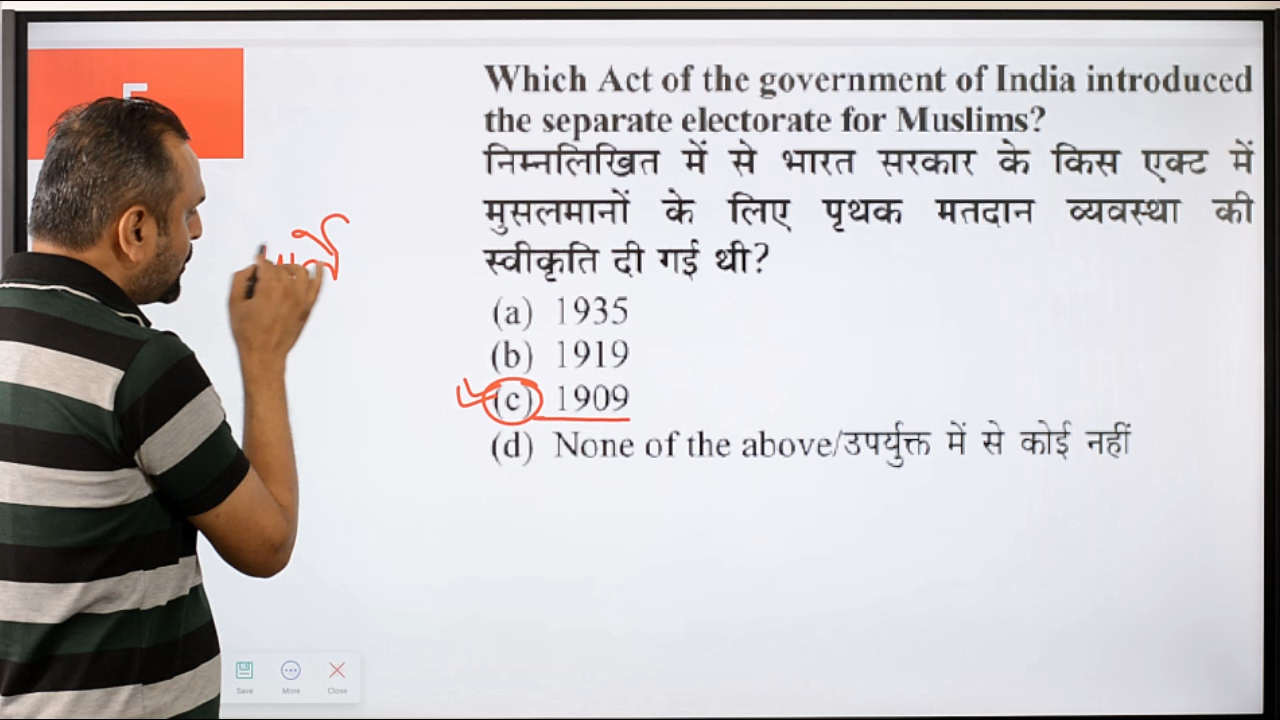 Which Act of the government of India introduced
the separate electorate for Muslims?
निम्नलिखित में से भारत सरकार के किस एक्ट में
मुसलमानों के लिए पृथक मतदान व्यवस्था की
स्वीकृति दी गई थी?
(a) 1935
(b) 1919
(c) 1909
(d) None of the above/उपर्युक्त में से कोई नहीं
Save More Close